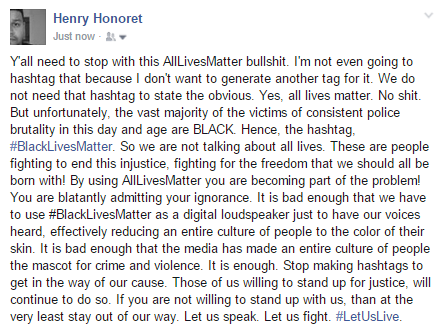 Henry Honoret
Just now ·
Y'all need to stop with this AllLivesMatter bullshit. I'm not even going to
hashtag that because I don't want to generate another tag for it. We do
not need that hashtag to state the obvious. Yes, all lives matter. No shit.
But unfortunately, the vast majority of the victims of consistent police
brutality in this day and age are BLACK. Hence, the hashtag,
#BlackLivesMatter. So we are not talking about all lives. These are people
fighting to end this injustice, fighting for the freedom that we should all be
born with! By using AllLivesMatter you are becoming part of the problem!
You are blatantly admitting your ignorance. It is bad enough that we have
to use #BlackLivesMatter as a digital loudspeaker just to have our voices
heard, effectively reducing an entire culture of people to the color of their
skin. It is bad enough that the media has made an entire culture of people
the mascot for crime and violence. It is enough. Stop making hashtags to
get in the way of our cause. Those of us willing to stand up for justice, will
continue to do so. If you are not willing to stand up with us, than at the
very least stay out of our way. Let us speak. Let us fight. #LetUsLive.